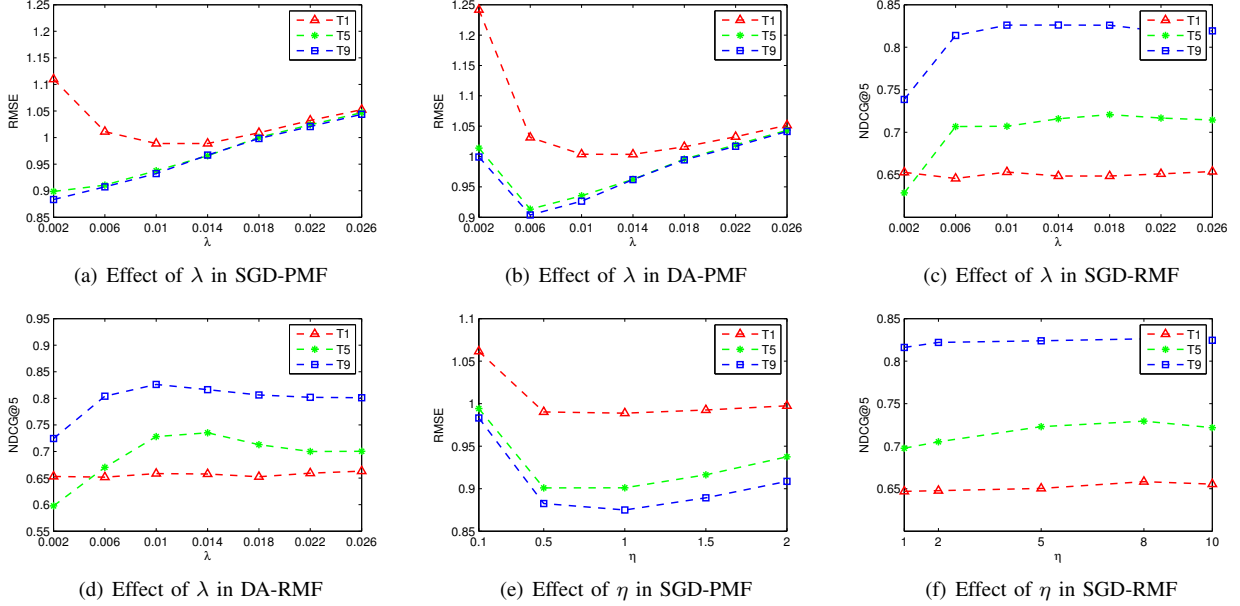 1.25
1.2
1.15
1.1
1.05
1
0.95
0.9
0.85
RMSE
0.002 0.006 0.01 0.014 0.018 0.022 0.026
λ
T1
T5
T9
(a) Effect of λ in SGD-PMF
1.25
1.2
1.15
1.1
1.05
1
0.95
0.9
RMSE
0.002 0.006 0.01 0.014 0.018 0.022 0.026
λ
T1
T5
T9
(b) Effect of λ in DA-PMF
0.85
0.8
0.75
0.7
0.65
NDCG@5
0.002 0.006 0.010 0.014 0.018 0.022 0.026
λ
T1
T5
T9
(c) Effect of λ in SGD-RMF
0.95
0.9
0.85
0.8
0.75
0.7
0.65
0.6
0.55
NDCG@5
0.002 0.006 0.01 0.014 0.018 0.022 0.026
λ
T1
T5
T9
(d) Effect of λ in DA-RMF
1.1
1.05
1
0.95
0.9
0.85
RMSE
0.1 0.5 1 1.5 2
η
T1
T5
T9
(e) Effect of η in SGD-PMF
0.85
0.8
0.75
0.7
0.65
NDCG@5
1 2 5 8 10
η
T1
T5
T9
(f) Effect of η in SGD-RMF